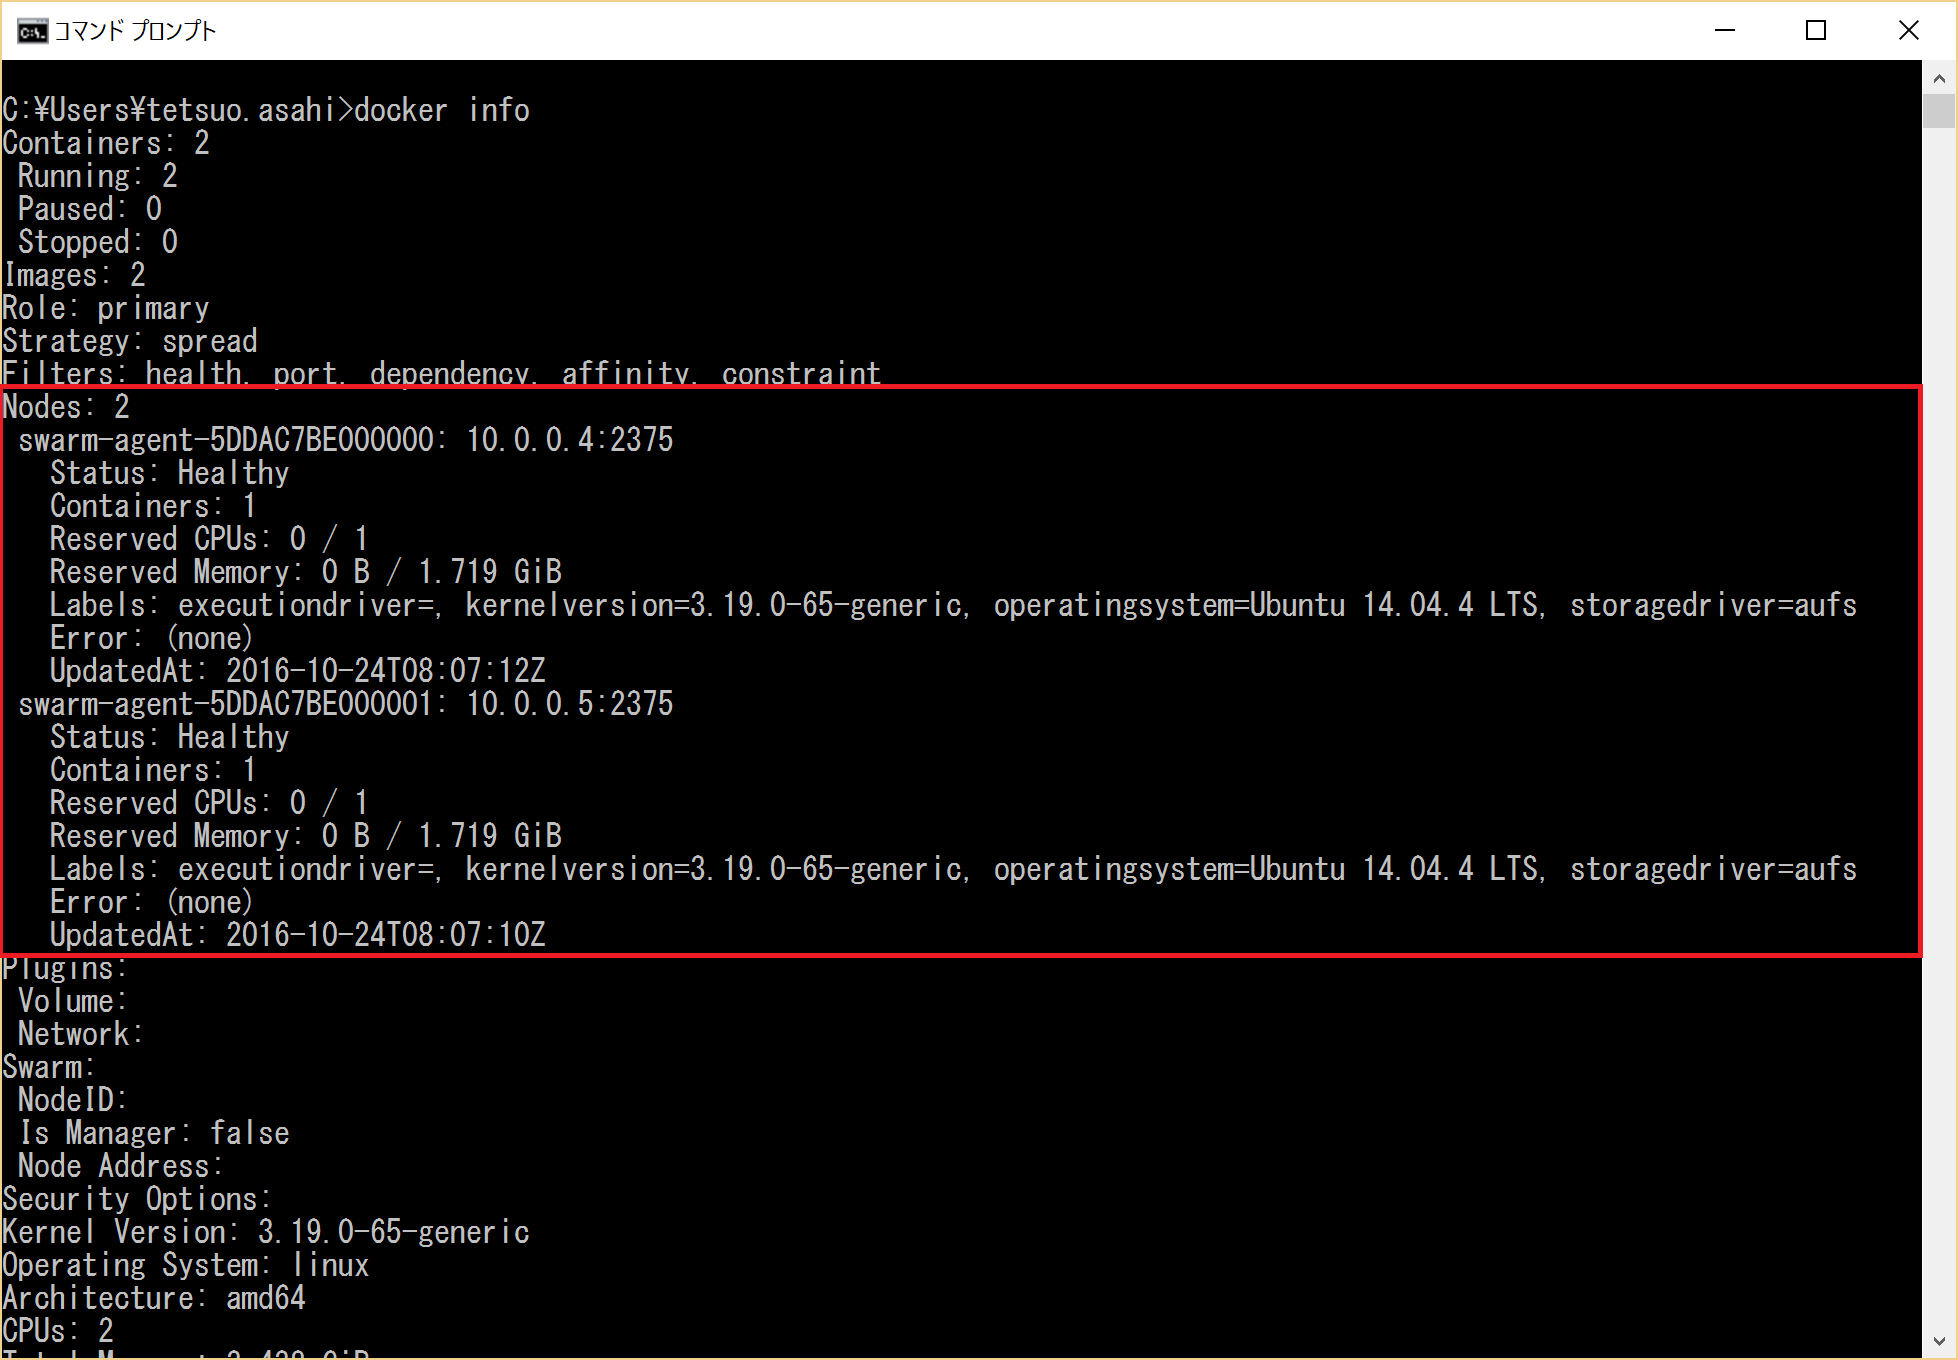 コマンド プロンプト
C:¥Users¥tetsuo.asahi>docker info
Containers: 2
Running: 2
Paused: 0
Stopped: 0
Images: 2
Role: primary
Strategy: spread
Filters: health, port, dependency, affinity, constraint
Nodes: 2
swarm-agent-5DDAC7BE000000: 10.0.0.4:2375
Status: Healthy
Containers: 1
Reserved CPUs: 0 / 1
Reserved Memory: 0 B / 1.719 GiB
Labels: executiondriver=, kernelversion=3.19.0-65-generic, operatingsystem=Ubuntu 14.04.4 LTS, storagedriver=aufs
Error: (none)
UpdatedAt: 2016-10-24T08:07:12Z
swarm-agent-5DDAC7BE000001: 10.0.0.5:2375
Status: Healthy
Containers: 1
Reserved CPUs: 0 / 1
Reserved Memory: 0 B / 1.719 GiB
Labels: executiondriver=, kernelversion=3.19.0-65-generic, operatingsystem=Ubuntu 14.04.4 LTS, storagedriver=aufs
Error: (none)
UpdatedAt: 2016-10-24T08:07:10Z
Plugins:
Volume:
Network:
Swarm:
NodeID:
Is Manager: false
Node Address:
Security Options:
Kernel Version: 3.19.0-65-generic
Operating System: linux
Architecture: amd64
CPUs: 2